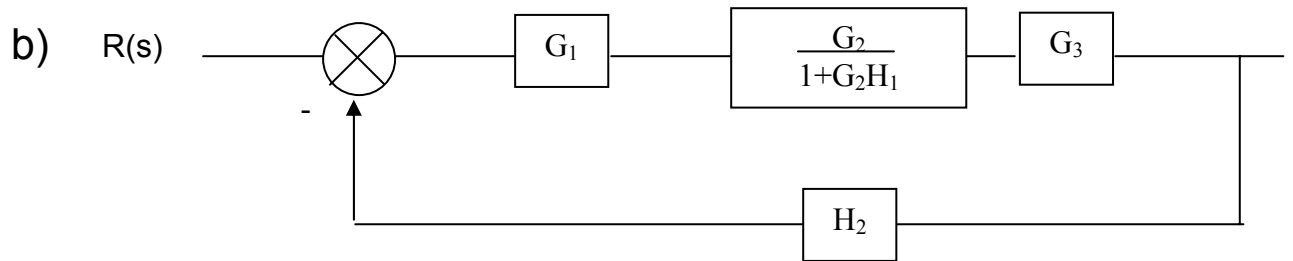 b) R(s)
G₁
G₂
1+G₂H₁
G₃
-
H₂